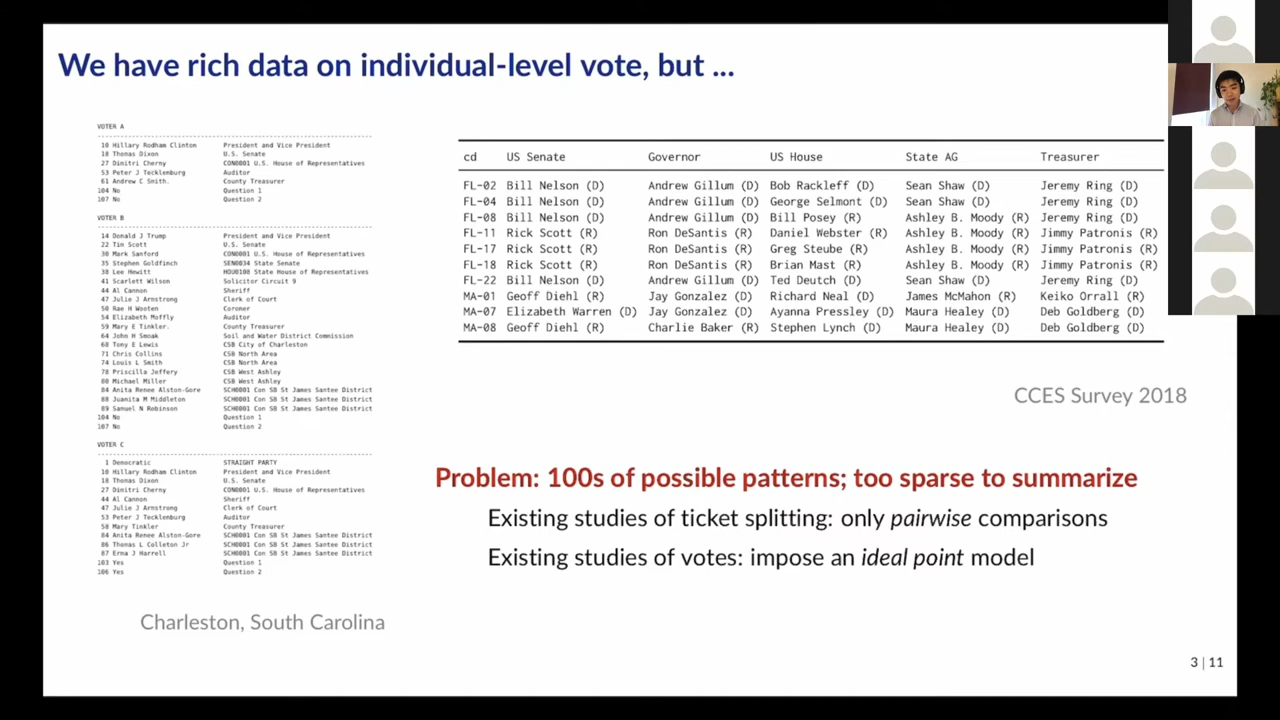 We have rich data on individual-level vote, but ...
VOTER A
10 Hillary Rodham Clinton President and Vice President
18 Thomas Dixon U.S. Senate
27 Dimitri Cherny CON0001 U.S. House of Representatives
53 Peter J Tecklenburg Auditor
61 Andrew C Smith. County Treasurer
104 No Question 1
107 No Question 2
VOTER B
14 Donald J Trump President and Vice President
22 Tim Scott U.S. Senate
30 Mark Sanford CON0001 U.S. House of Representatives
35 Stephen Goldfinch SEN0034 State Senate
38 Lee Hewitt HOU0108 State House of Representatives
41 Scarlett Wilson Solicitor Circuit 9
44 Al Cannon Sheriff
47 Julie J Armstrong Clerk of Court
50 Rae H Wooten Coroner
54 Elizabeth Moffly Auditor
59 Mary E Tinkler. County Treasurer
64 John H Smoak Soil and Water District Commission
68 Tony E Lewis CSB City of Charleston
71 Chris Collins CSB North Area
74 Louis L Smith CSB North Area
78 Priscilla Jeffery CSB West Ashley
80 Michael Miller CSB West Ashley
84 Anita Renee Alston-Gore SCH0001 Con SB St James Santee District
88 Juanita M Middleton SCH0001 Con SB St James Santee District
89 Samuel N Robinson SCH0001 Con SB St James Santee District
104 No Question 1
107 No Question 2
VOTER C
1 Democratic STRAIGHT PARTY
10 Hillary Rodham Clinton President and Vice President
18 Thomas Dixon U.S. Senate
27 Dimitri Cherny CON0001 U.S. House of Representatives
44 Al Cannon Sheriff
47 Julie J Armstrong Clerk of Court
53 Peter J Tecklenburg Auditor
58 Mary Tinkler County Treasurer
84 Anita Renee Alston-Gore SCH0001 Con SB St James Santee District
86 Thomas L Colleton Jr SCH0001 Con SB St James Santee District
87 Erma J Harrell SCH0001 Con SB St James Santee District
103 Yes Question 1
106 Yes Question 2
Charleston, South Carolina
cd US Senate Governor US House State AG Treasurer
FL-02 Bill Nelson (D) Andrew Gillum (D) Bob Rackleff (D) Sean Shaw (D) Jeremy Ring (D)
FL-04 Bill Nelson (D) Andrew Gillum (D) George Selmont (D) Sean Shaw (D) Jeremy Ring (D)
FL-08 Bill Nelson (D) Andrew Gillum (D) Bill Posey (R) Ashley B. Moody (R) Jeremy Ring (D)
FL-11 Rick Scott (R) Ron DeSantis (R) Daniel Webster (R) Ashley B. Moody (R) Jimmy Patronis (R)
FL-17 Rick Scott (R) Ron DeSantis (R) Greg Steube (R) Ashley B. Moody (R) Jimmy Patronis (R)
FL-18 Rick Scott (R) Ron DeSantis (R) Brian Mast (R) Ashley B. Moody (R) Jimmy Patronis (R)
FL-22 Bill Nelson (D) Andrew Gillum (D) Ted Deutch (D) Sean Shaw (D) Jeremy Ring (D)
MA-01 Geoff Diehl (R) Jay Gonzalez (D) Richard Neal (D) James McMahon (R) Keiko Orrall (R)
MA-07 Elizabeth Warren (D) Jay Gonzalez (D) Ayanna Pressley (D) Maura Healey (D) Deb Goldberg (D)
MA-08 Geoff Diehl (R) Charlie Baker (R) Stephen Lynch (D) Maura Healey (D) Deb Goldberg (D)
CCES Survey 2018
Problem: 100s of possible patterns; too sparse to summarize
Existing studies of ticket splitting: only pairwise comparisons
Existing studies of votes: impose an ideal point model
3 | 11